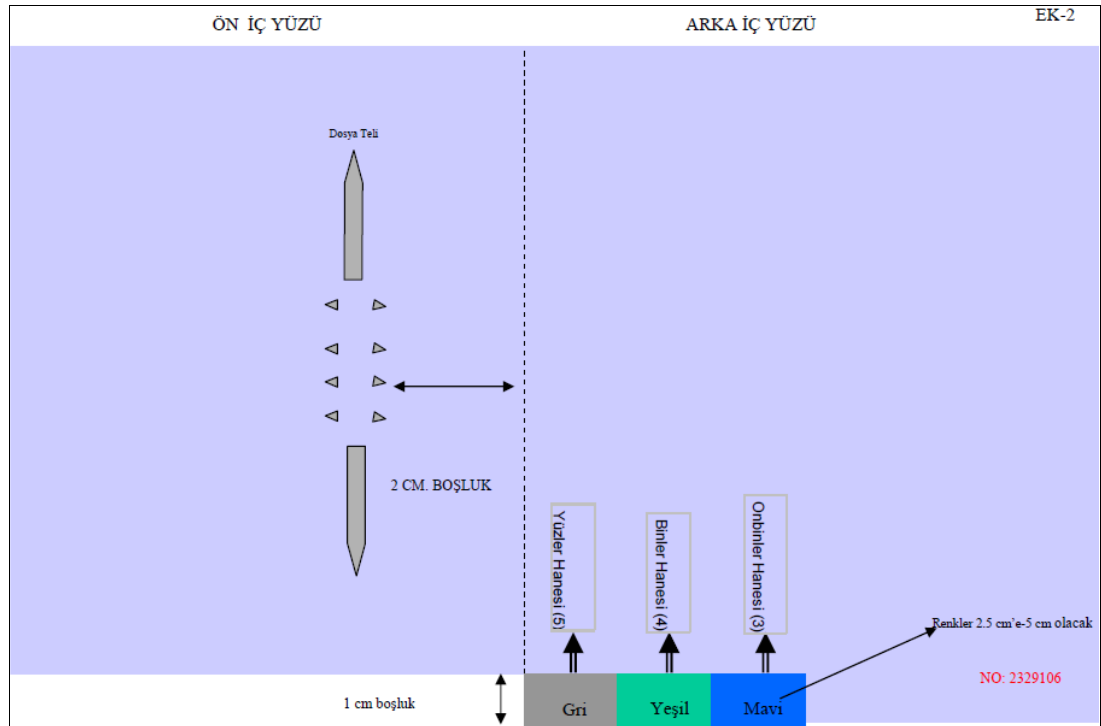 EK-2
ÖN İÇ YÜZÜ
ARKA İÇ YÜZÜ
Dosya Teli
2 CM. BOŞLUK
Yüzler Hanesi (5)
Binler Hanesi (4)
Onbinler Hanesi (3)
Renkler 2.5 cm’e-5 cm olacak
NO: 2329106
1 cm boşluk
Gri
Yeşil
Mavi